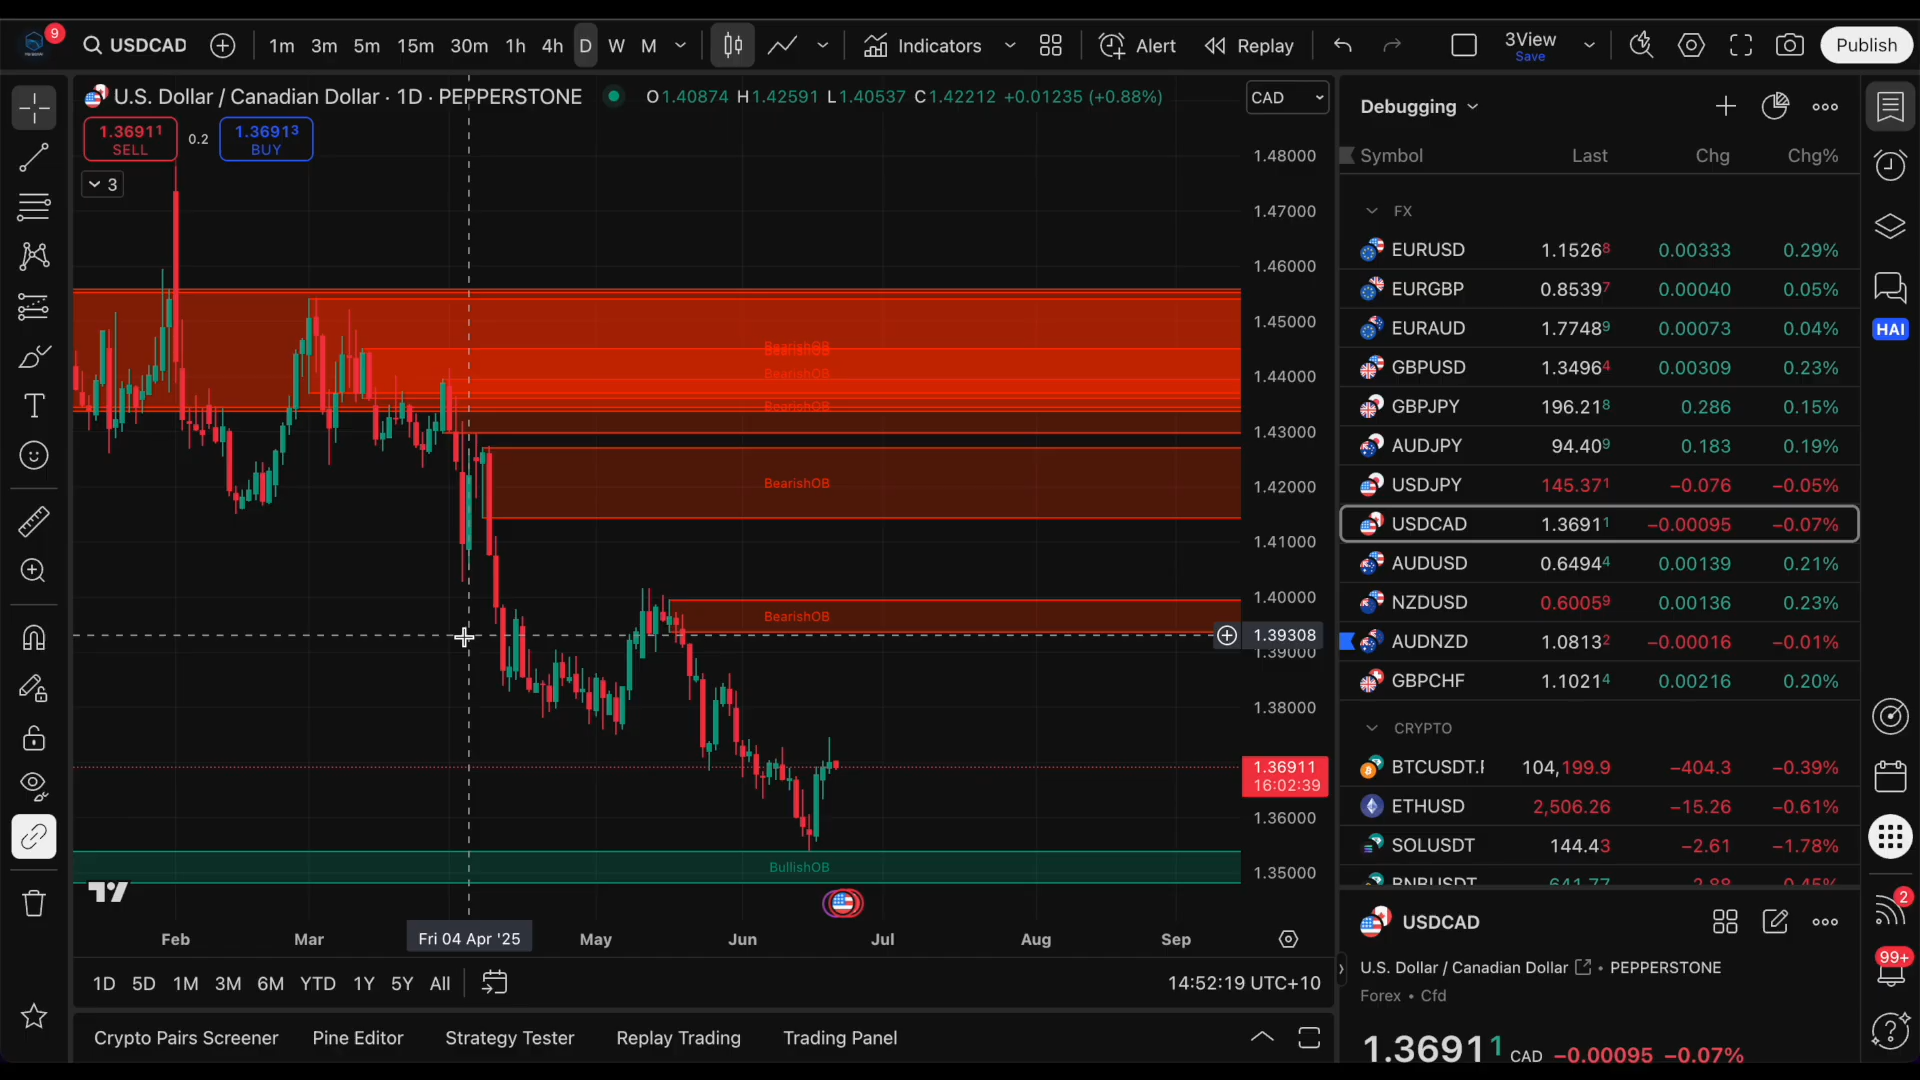 9
USDCAD
1m 3m 5m 15m 30m 1h 4h D W M
Indicators
Alert
Replay
3View
Save
Publish
U.S. Dollar / Canadian Dollar · 1D · PEPPERSTONE
O1.40874 H1.42591 L1.40537 C1.42212 +0.01235 (+0.88%)
CAD
1.36911
SELL
0.2
1.36913
BUY
3
1.48000
1.47000
1.46000
1.45000
1.44000
1.43000
1.42000
1.41000
1.40000
1.39308
1.39000
1.38000
1.36911
16:02:39
1.36000
1.35000
BearishOB
BearishOB
BearishOB
BearishOB
BearishOB
BearishOB
BullishOB
Feb Mar Fri 04 Apr '25 May Jun Jul Aug Sep
1D 5D 1M 3M 6M YTD 1Y 5Y All
14:52:19 UTC+10
Crypto Pairs Screener Pine Editor Strategy Tester Replay Trading Trading Panel
Debugging
Symbol Last Chg Chg%
FX
EURUSD 1.15268 0.00333 0.29%
EURGBP 0.85397 0.00040 0.05%
EURAUD 1.77489 0.00073 0.04%
GBPUSD 1.34964 0.00309 0.23%
GBPJPY 196.218 0.286 0.15%
AUDJPY 94.409 0.183 0.19%
USDJPY 145.371 −0.076 −0.05%
USDCAD 1.36911 −0.00095 −0.07%
AUDUSD 0.64944 0.00139 0.21%
NZDUSD 0.60059 0.00136 0.23%
AUDNZD 1.08132 −0.00016 −0.01%
GBPCHF 1.10214 0.00216 0.20%
CRYPTO
BTCUSDT.P 104,199.9 −404.3 −0.39%
ETHUSD 2,506.26 −15.26 −0.61%
SOLUSDT 144.43 −2.61 −1.78%
BNBUSDT 641.77 −2.88 −0.45%
USDCAD
U.S. Dollar / Canadian Dollar • PEPPERSTONE
Forex • Cfd
1.36911 CAD −0.00095 −0.07%
HAI
2
99+